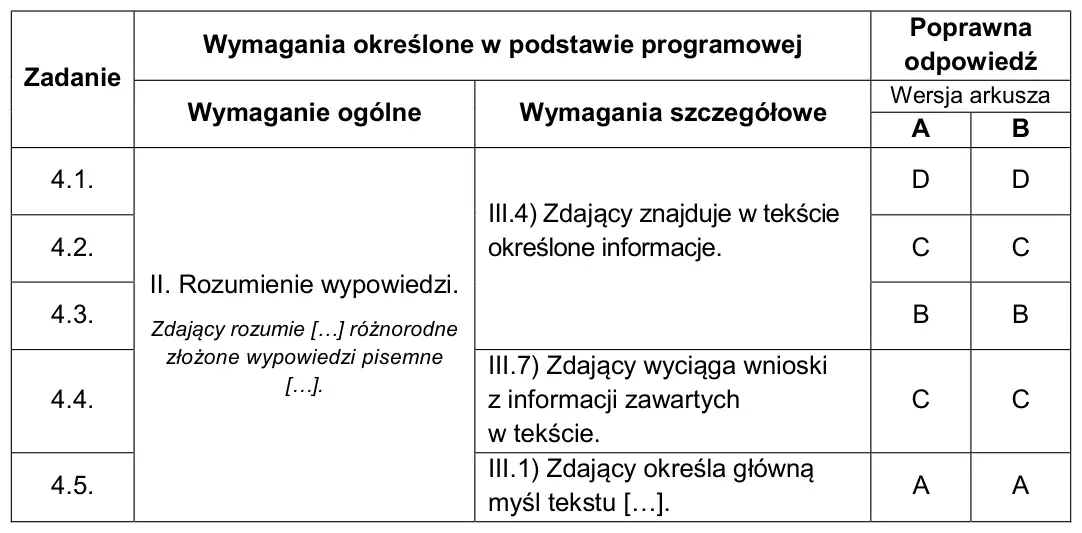 Zadanie
Wymagania określone w podstawie programowej
Poprawna
odpowiedź
Wymaganie ogólne
Wymagania szczegółowe
Wersja arkusza
A B
4.1.
II. Rozumienie wypowiedzi.
Zdający rozumie […] różnorodne
złożone wypowiedzi pisemne
[…].
III.4) Zdający znajduje w tekście
określone informacje.
D D
4.2.
C C
4.3.
B B
4.4.
III.7) Zdający wyciąga wnioski
z informacji zawartych
w tekście.
C C
4.5.
III.1) Zdający określa główną
myśl tekstu […].
A A